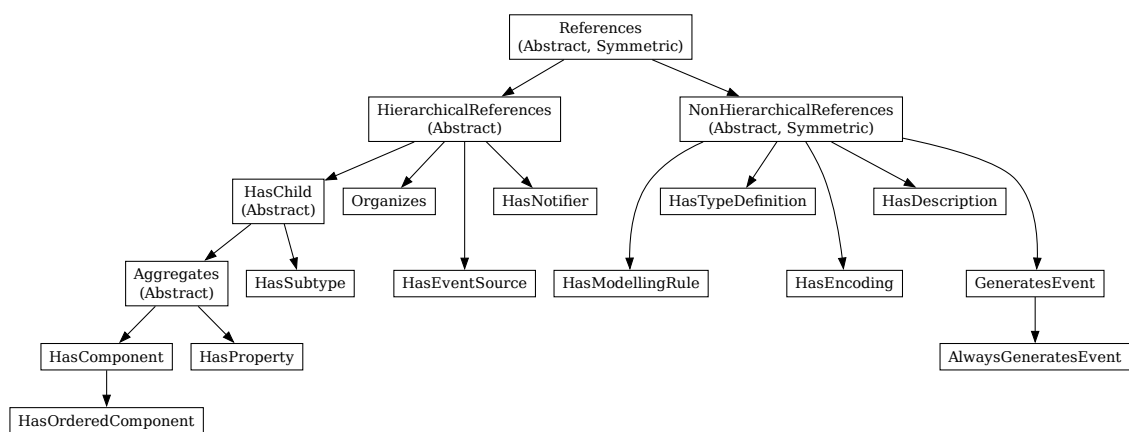 References
(Abstract, Symmetric)
HierarchicalReferences
(Abstract)
NonHierarchicalReferences
(Abstract, Symmetric)
HasChild
(Abstract)
Organizes
HasNotifier
HasTypeDefinition
HasDescription
Aggregates
(Abstract)
HasSubtype
HasEventSource
HasModellingRule
HasEncoding
GeneratesEvent
HasComponent
HasProperty
AlwaysGeneratesEvent
HasOrderedComponent